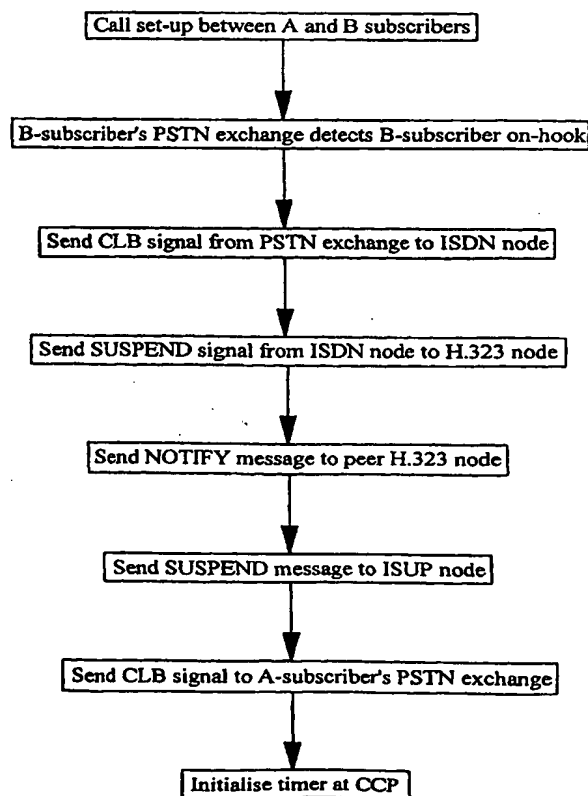 Call set-up between A and B subscribers
B-subscriber's PSTN exchange detects B-subscriber on-hook
Send CLB signal from PSTN exchange to ISDN node
Send SUSPEND signal from ISDN node to H.323 node
Send NOTIFY message to peer H.323 node
Send SUSPEND message to ISUP node
Send CLB signal to A-subscriber's PSTN exchange
Initialise timer at CCP